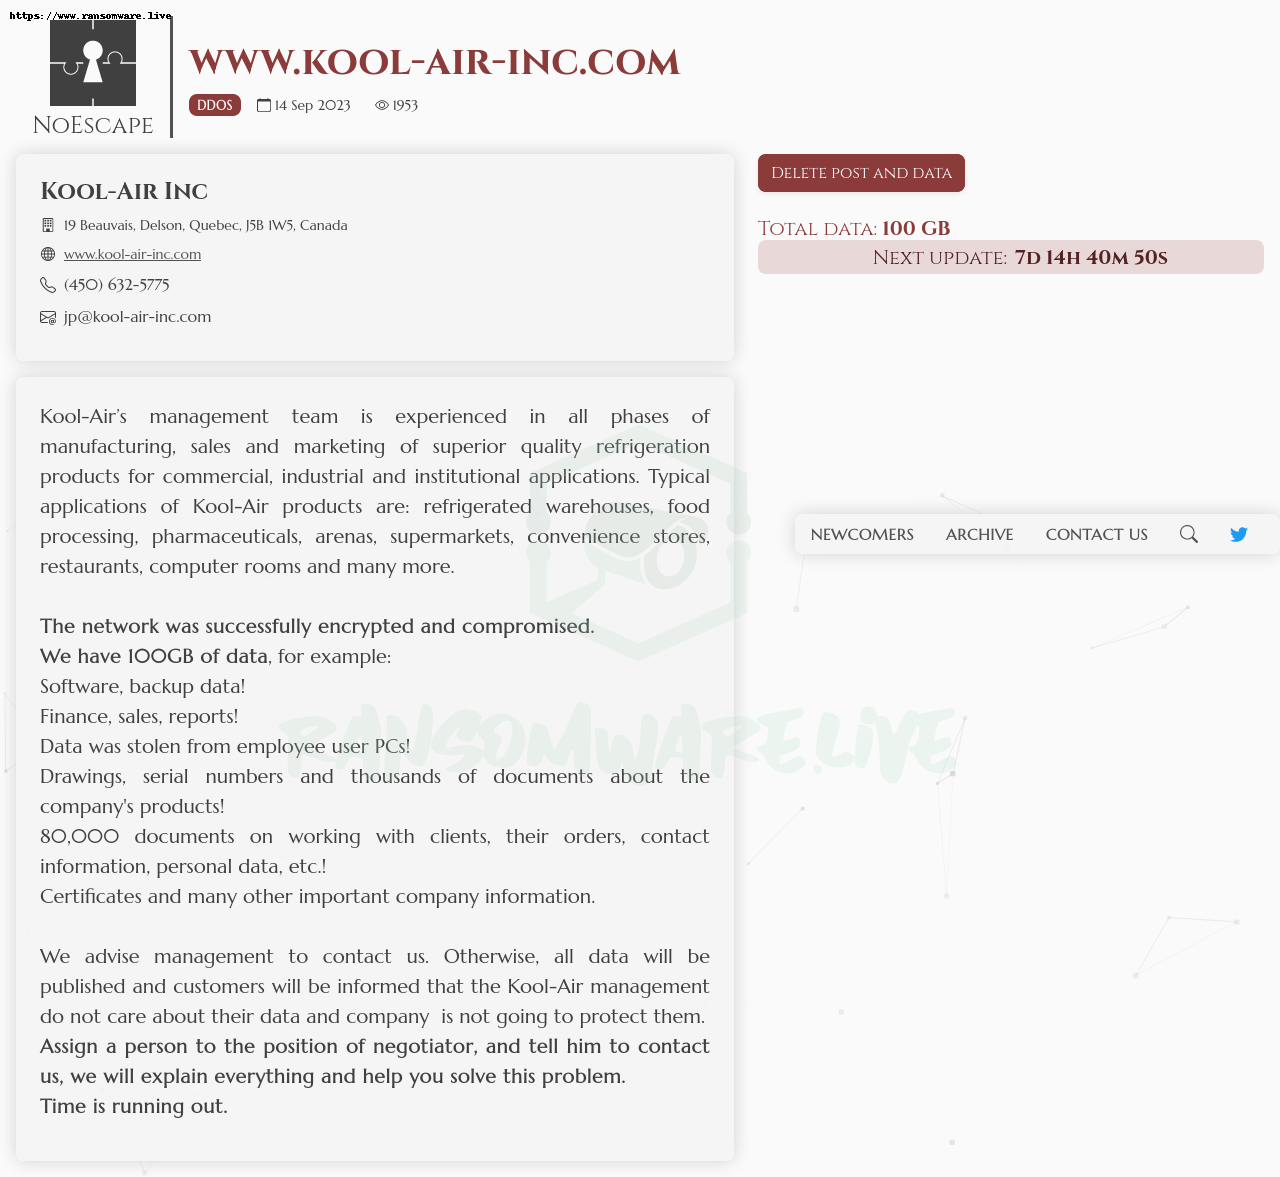 https://www.ransomware.live
NoEscape
www.kool-air-inc.com
DDOS 14 Sep 2023 1953
Kool-Air Inc
19 Beauvais, Delson, Quebec, J5B 1W5, Canada
www.kool-air-inc.com
(450) 632-5775
jp@kool-air-inc.com
Delete post and data
Total data: 100 GB
Next update: 7d 14h 40m 50s
Kool-Air’s management team is experienced in all phases of
manufacturing, sales and marketing of superior quality refrigeration
products for commercial, industrial and institutional applications. Typical
applications of Kool-Air products are: refrigerated warehouses, food
processing, pharmaceuticals, arenas, supermarkets, convenience stores,
restaurants, computer rooms and many more.
The network was successfully encrypted and compromised.
We have 100GB of data, for example:
Software, backup data!
Finance, sales, reports!
Data was stolen from employee user PCs!
Drawings, serial numbers and thousands of documents about the
company's products!
80,000 documents on working with clients, their orders, contact
information, personal data, etc.!
Certificates and many other important company information.
We advise management to contact us. Otherwise, all data will be
published and customers will be informed that the Kool-Air management
do not care about their data and company is not going to protect them.
Assign a person to the position of negotiator, and tell him to contact
us, we will explain everything and help you solve this problem.
Time is running out.
NEWCOMERS ARCHIVE CONTACT US
RANSOMWARE.LIVE